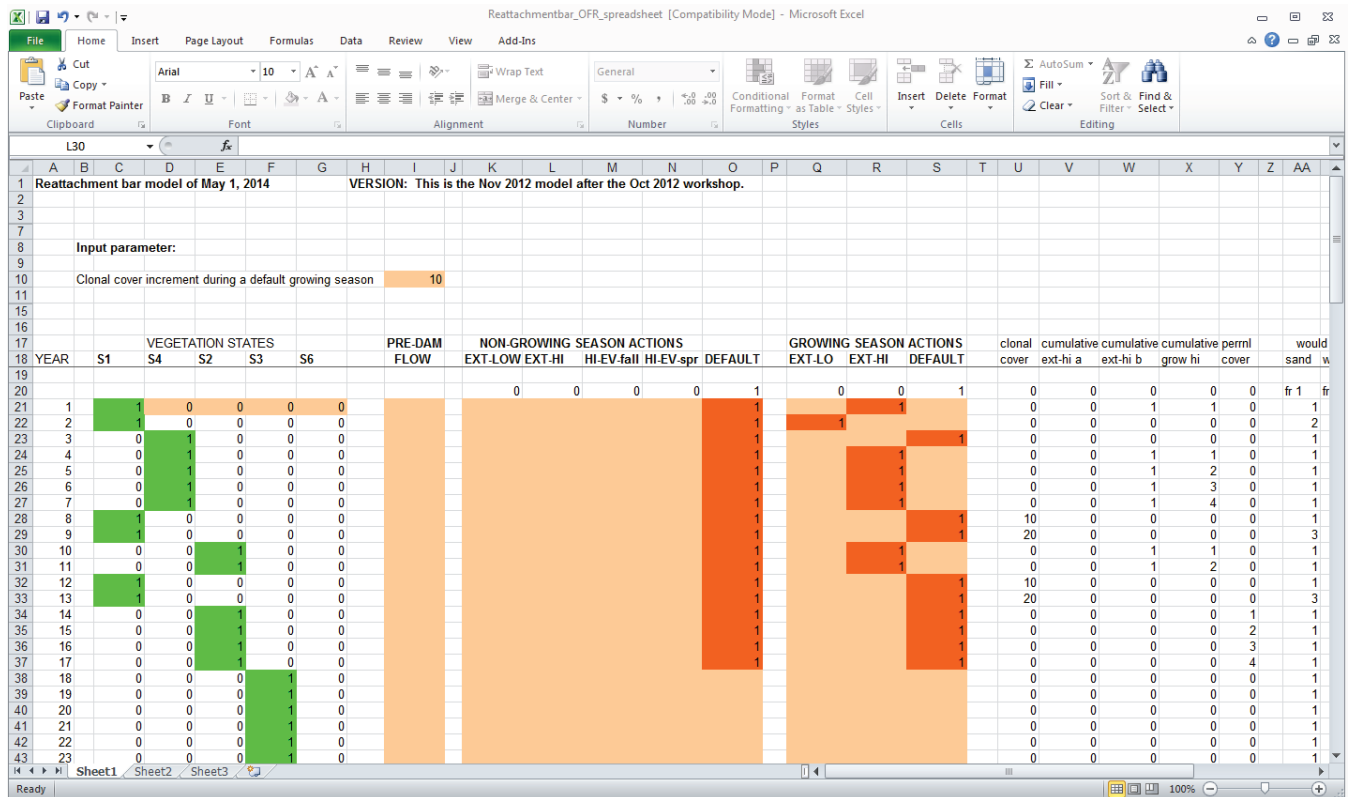 Reattachmentbar_OFR_spreadsheet [Compatibility Mode] - Microsoft Excel
File Home Insert Page Layout Formulas Data Review View Add-Ins
Paste
Cut
Copy
Format Painter
Clipboard
Arial 10
B I U
Font
Wrap Text
Merge & Center
Alignment
General
$ % ,
Number
Conditional Formatting
Format as Table
Cell Styles
Styles
Insert Delete Format
Cells
Σ AutoSum
Fill
Clear
Sort & Filter
Find & Select
Editing
L30 fx
A B C D E F G H I J K L M N O P Q R S T U V W X Y Z AA
1 Reattachment bar model of May 1, 2014 VERSION: This is the Nov 2012 model after the Oct 2012 workshop.
2
3
7
8 Input parameter:
9
10 Clonal cover increment during a default growing season 10
11
15
16
17 VEGETATION STATES PRE-DAM NON-GROWING SEASON ACTIONS GROWING SEASON ACTIONS clonal cumulative cumulative cumulative perrnl would
18 YEAR S1 S4 S2 S3 S6 FLOW EXT-LOW EXT-HI HI-EV-fall HI-EV-spr DEFAULT EXT-LO EXT-HI DEFAULT cover ext-hi a ext-hi b grow hi cover sand w
19
20 0 0 0 0 1 0 0 1 0 0 0 0 0 fr 1 fr
21 1 1 0 0 0 0 1 1 0 0 1 1 0 1
22 2 1 0 0 0 0 1 1 0 0 0 0 0 2
23 3 0 1 0 0 0 1 1 0 0 0 0 0 1
24 4 0 1 0 0 0 1 1 0 0 1 1 0 1
25 5 0 1 0 0 0 1 1 0 0 1 2 0 1
26 6 0 1 0 0 0 1 1 0 0 1 3 0 1
27 7 0 1 0 0 0 1 1 0 0 1 4 0 1
28 8 1 0 0 0 0 1 1 10 0 0 0 0 1
29 9 1 0 0 0 0 1 1 20 0 0 0 0 3
30 10 0 0 1 0 0 1 1 0 0 1 1 0 1
31 11 0 0 1 0 0 1 1 0 0 1 2 0 1
32 12 1 0 0 0 0 1 1 10 0 0 0 0 1
33 13 1 0 0 0 0 1 1 20 0 0 0 0 3
34 14 0 0 1 0 0 1 1 0 0 0 0 1 1
35 15 0 0 1 0 0 1 1 0 0 0 0 2 1
36 16 0 0 1 0 0 1 1 0 0 0 0 3 1
37 17 0 0 1 0 0 1 1 0 0 0 0 4 1
38 18 0 0 0 1 0 0 0 0 0 0 1
39 19 0 0 0 1 0 0 0 0 0 0 1
40 20 0 0 0 1 0 0 0 0 0 0 1
41 21 0 0 0 1 0 0 0 0 0 0 1
42 22 0 0 0 1 0 0 0 0 0 0 1
43 23 0 0 0 1 0 0 0 0 0 0 1
Sheet1 Sheet2 Sheet3
Ready 100%